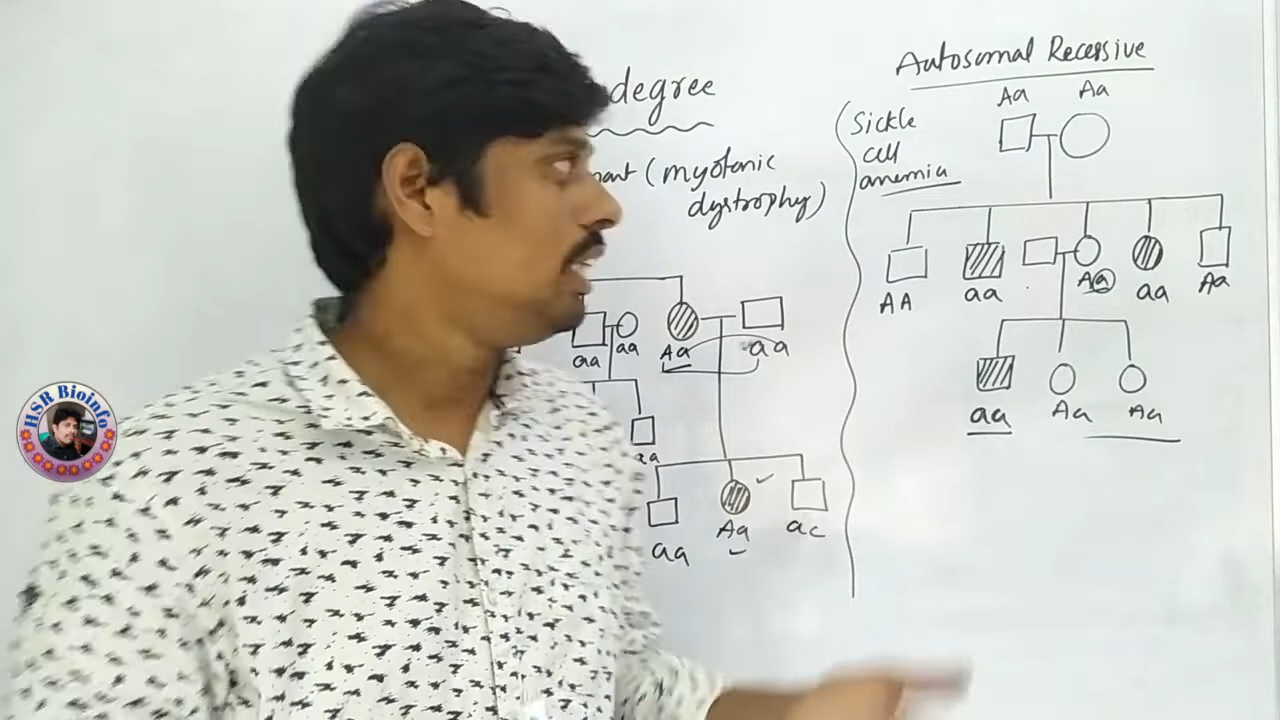 degree
(myotonic
dystrophy)
aa aa Aa aa
aa
aa Aa
Autosomal Recessive
Aa Aa
Sickle
cell
anemia
AA aa Aa aa Aa
aa Aa Aa
HSR Bioinfo